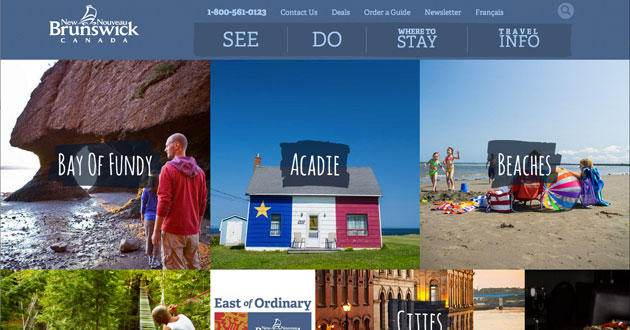 New Nouveau
Brunswick
CANADA
1-800-561-0123 Contact Us Deals Order a Guide Newsletter Français
SEE
DO
WHERE TO
STAY
TRAVEL
INFO
BAY OF FUNDY
ACADIE
BEACHES
East of Ordinary
New Nouveau
Brunswick
CITIES